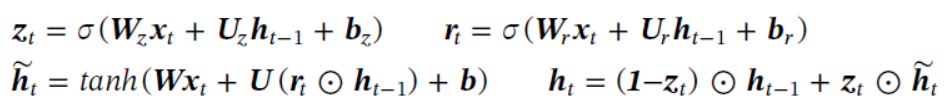 z_t = σ(W_z x_t + U_z h_{t−1} + b_z)  r_t = σ(W_r x_t + U_r h_{t−1} + b_r)
h̃_t = tanh(W x_t + U(r_t ⊙ h_{t−1}) + b)  h_t = (1−z_t) ⊙ h_{t−1} + z_t ⊙ h̃_t